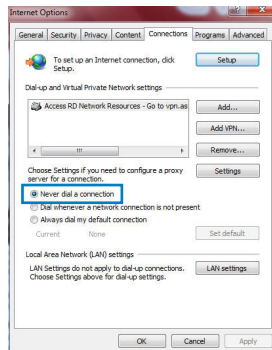 Internet Options
General Security Privacy Content Connections Programs Advanced
To set up an Internet connection, click
Setup.
Setup
Dial-up and Virtual Private Network settings
Access RD Network Resources - Go to vpn.as
Add...
Add VPN...
Remove...
Choose Settings if you need to configure a proxy
server for a connection.
Settings
Never dial a connection
Dial whenever a network connection is not present
Always dial my default connection
Current None
Set default
Local Area Network (LAN) settings
LAN Settings do not apply to dial-up connections.
Choose Settings above for dial-up settings.
LAN settings
OK Cancel Apply